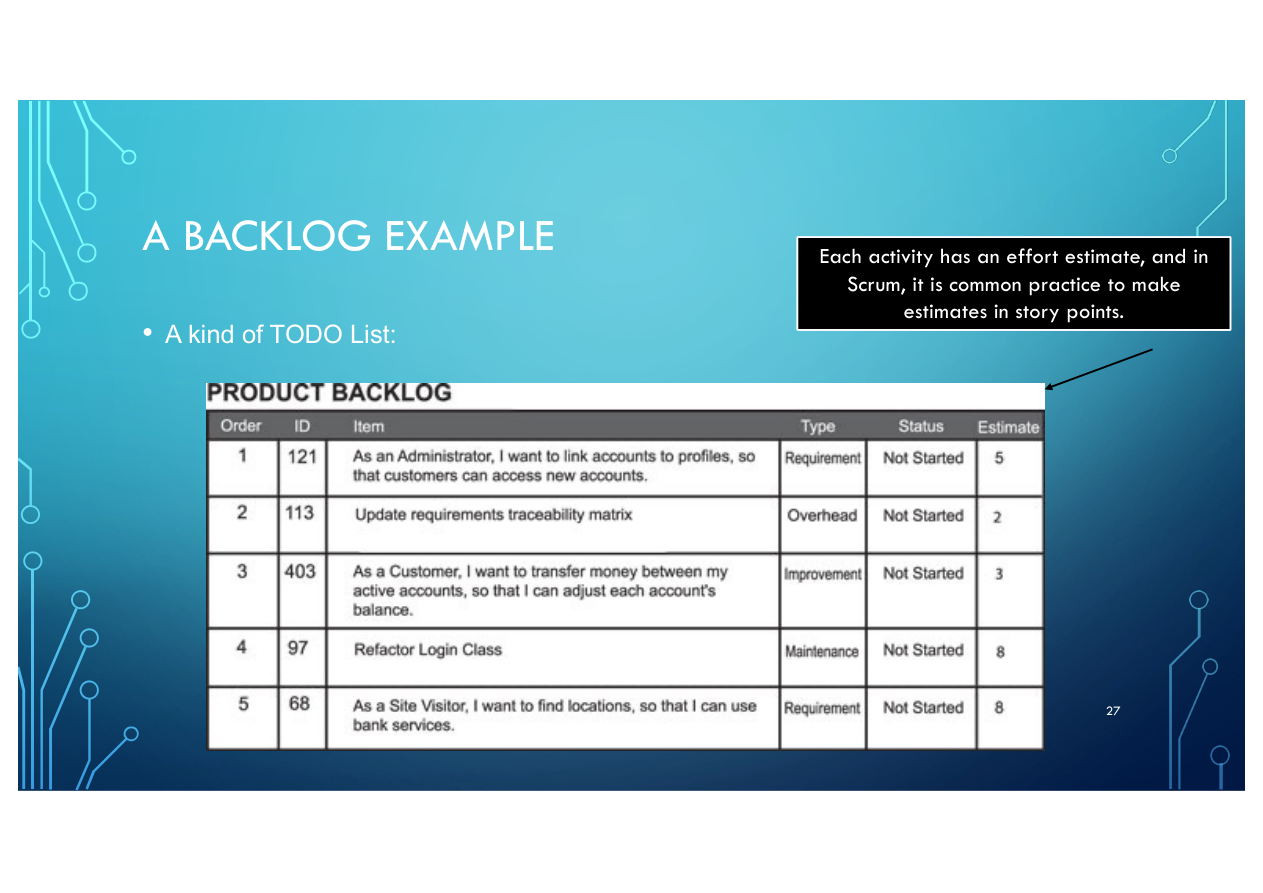 A BACKLOG EXAMPLE
Each activity has an effort estimate, and in
Scrum, it is common practice to make
estimates in story points.
• A kind of TODO List:
PRODUCT BACKLOG
Order ID Item Type Status Estimate
1 121 As an Administrator, I want to link accounts to profiles, so Requirement Not Started 5
that customers can access new accounts.
2 113 Update requirements traceability matrix Overhead Not Started 2
3 403 As a Customer, I want to transfer money between my Improvement Not Started 3
active accounts, so that I can adjust each account's
balance.
4 97 Refactor Login Class Maintenance Not Started 8
5 68 As a Site Visitor, I want to find locations, so that I can use Requirement Not Started 8
bank services.
27